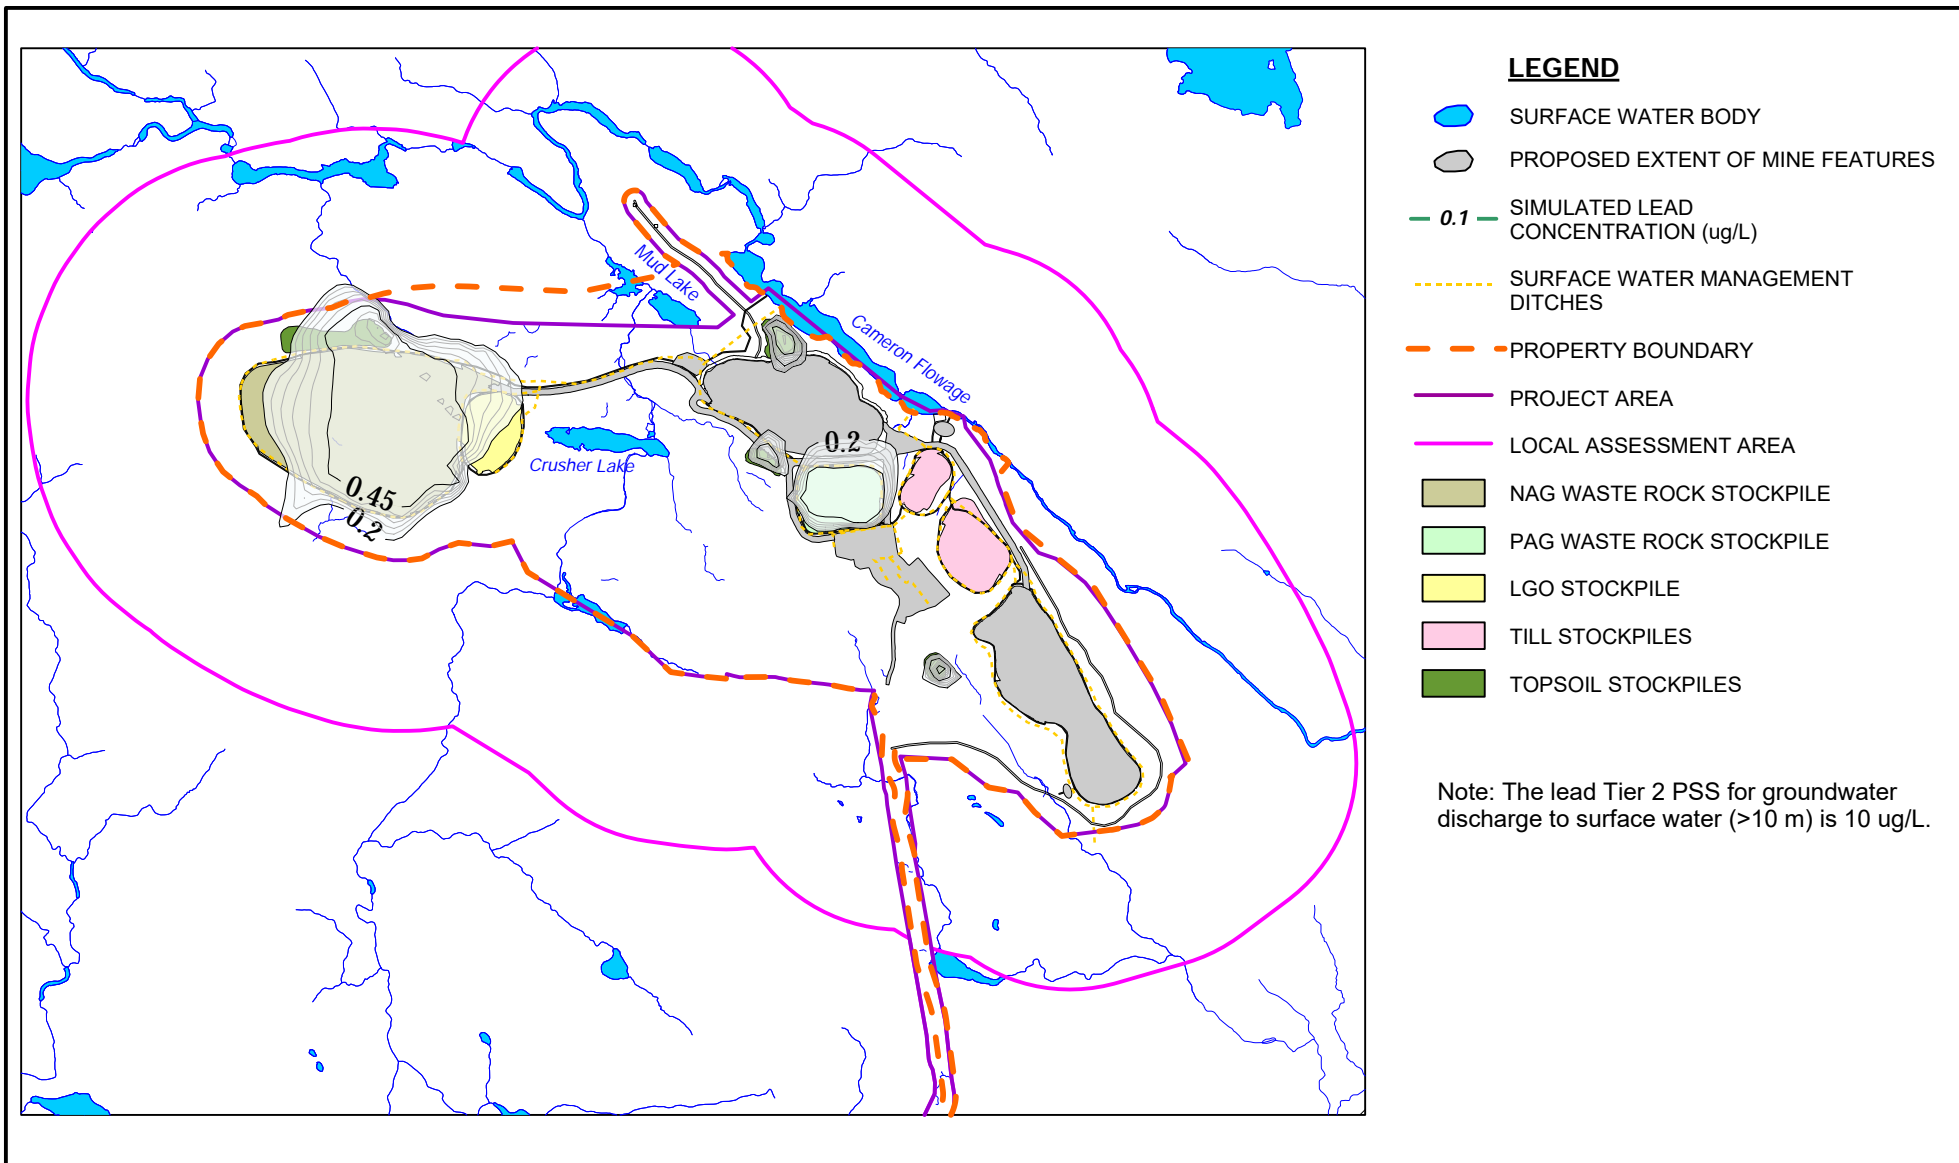 LEGEND
SURFACE WATER BODY
PROPOSED EXTENT OF MINE FEATURES
0.1
SIMULATED LEAD
CONCENTRATION (ug/L)
SURFACE WATER MANAGEMENT
DITCHES
PROPERTY BOUNDARY
PROJECT AREA
LOCAL ASSESSMENT AREA
NAG WASTE ROCK STOCKPILE
PAG WASTE ROCK STOCKPILE
LGO STOCKPILE
TILL STOCKPILES
TOPSOIL STOCKPILES
Note: The lead Tier 2 PSS for groundwater
discharge to surface water (>10 m) is 10 ug/L.
Mud Lake
Cameron Flowage
Crusher Lake
0.2
0.45
0.2